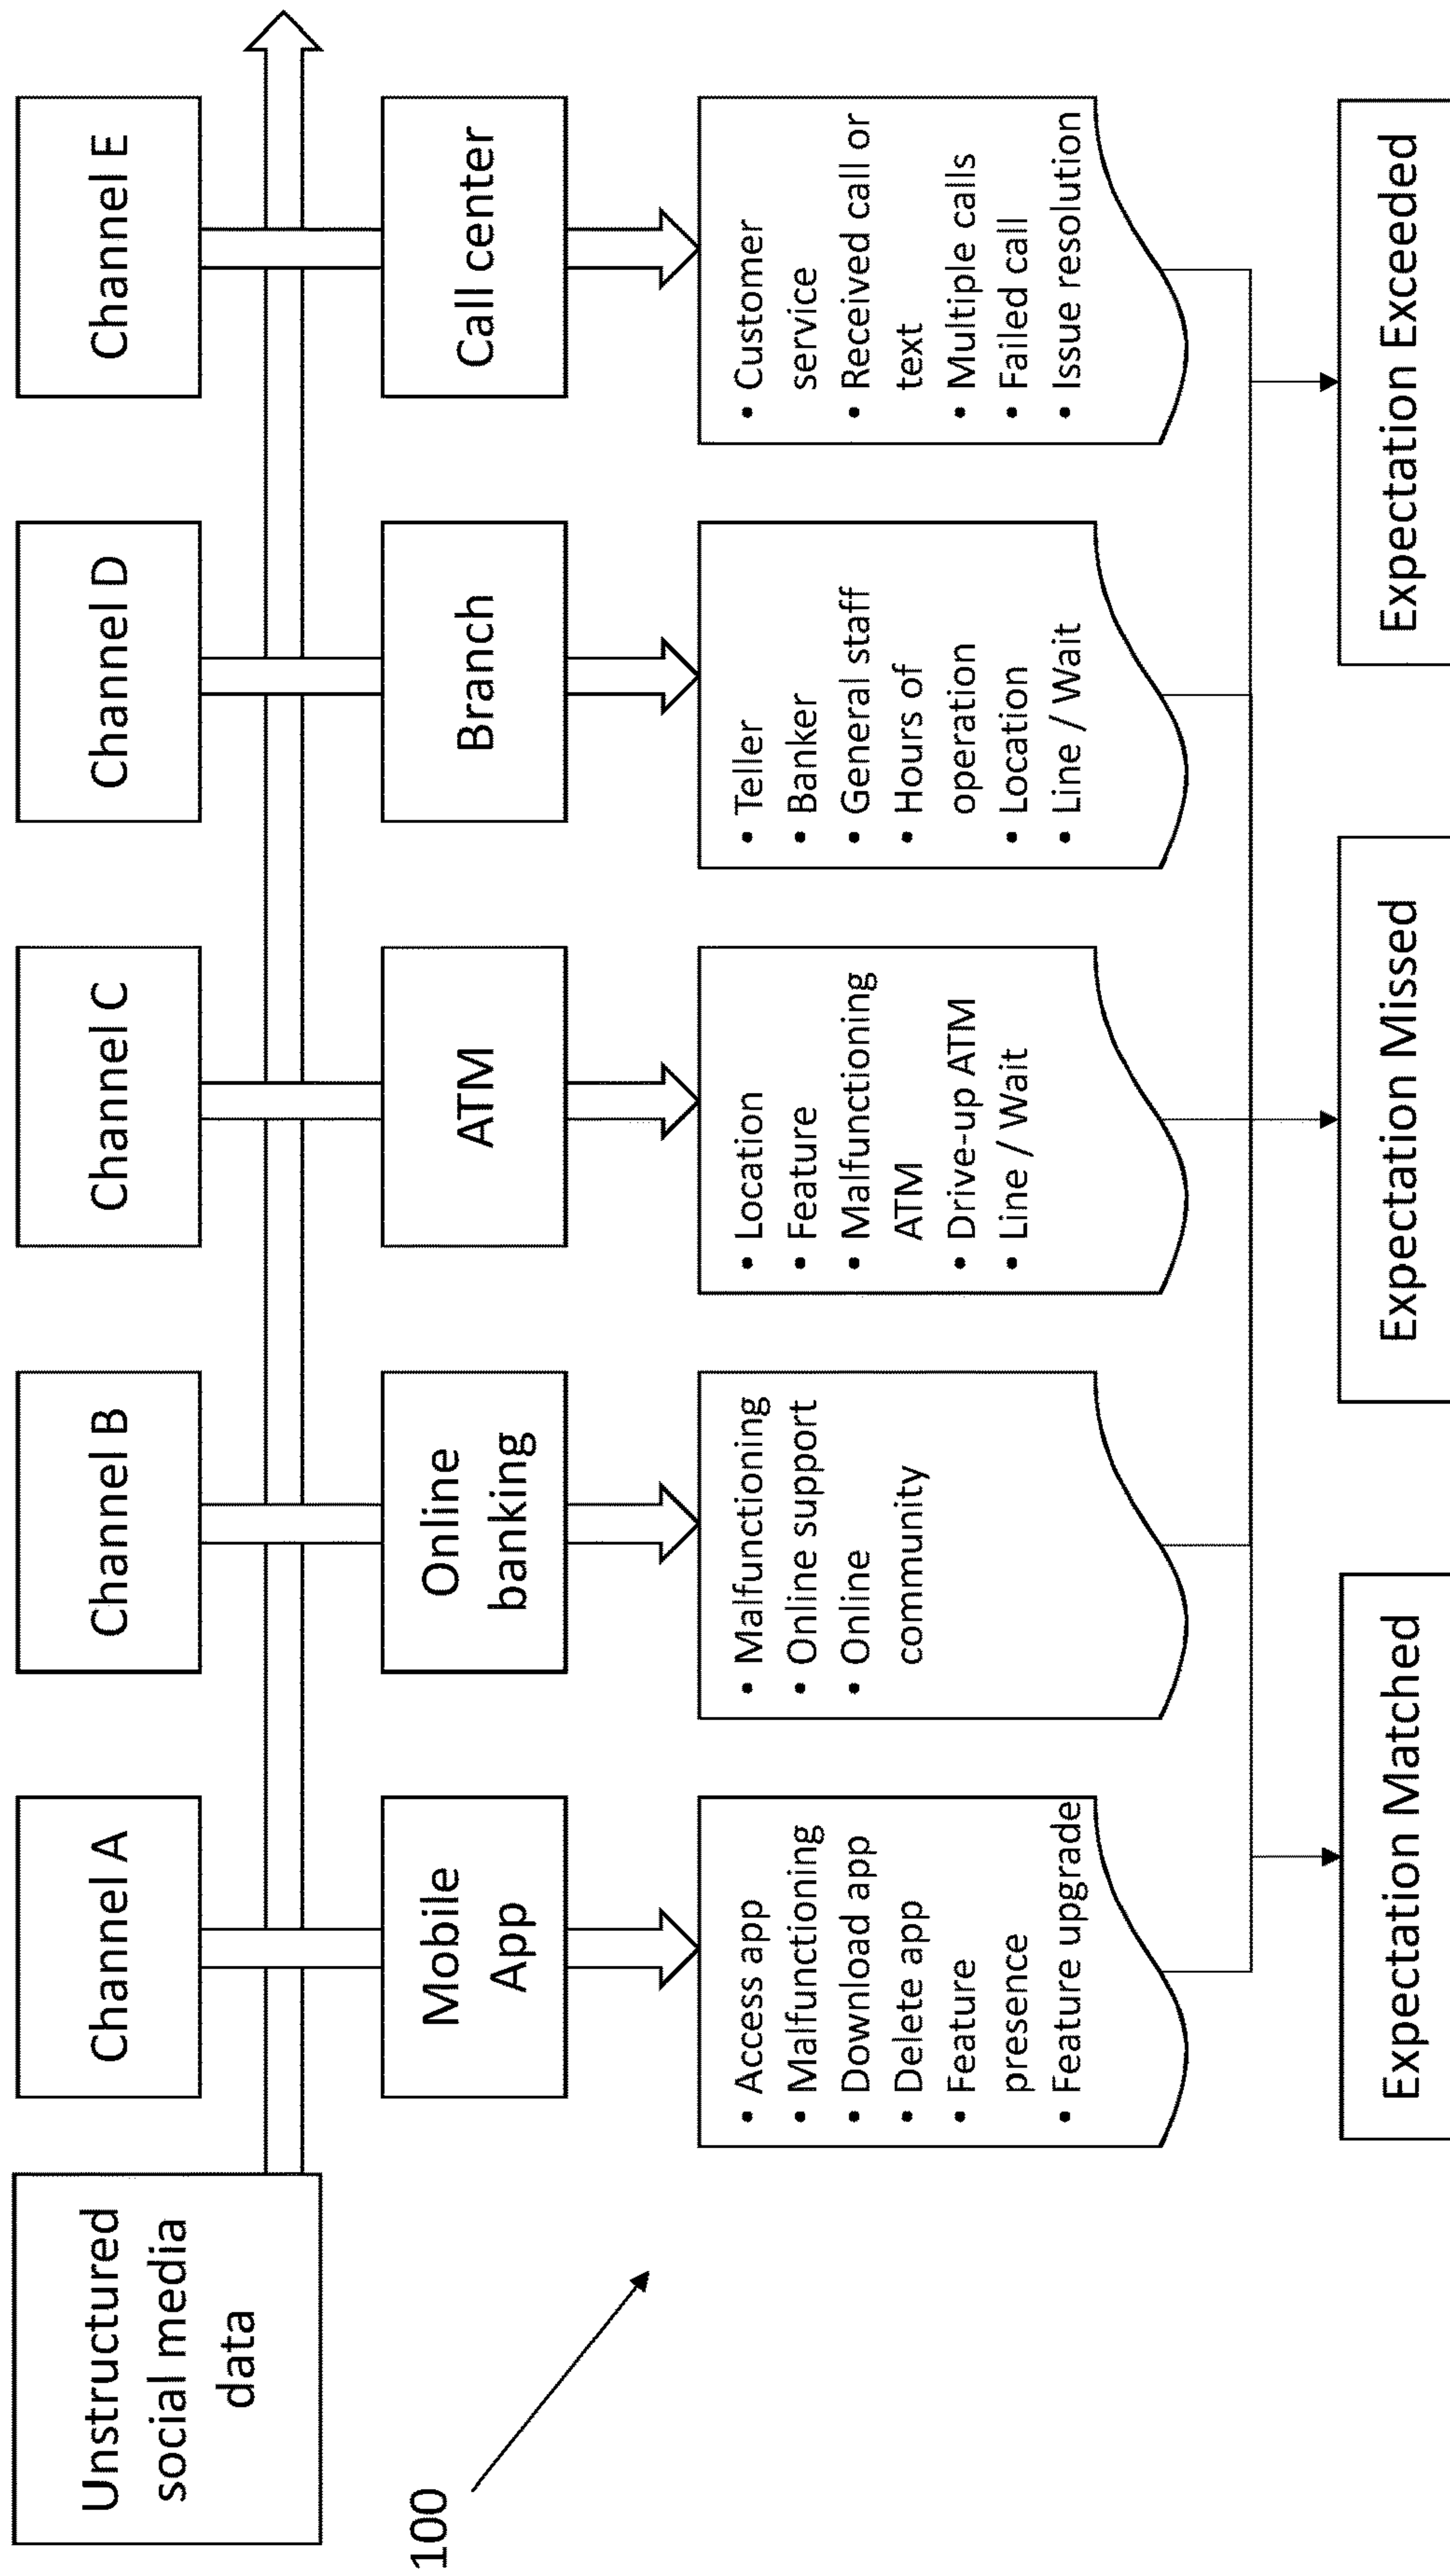 Unstructured
social media
data
Channel A
Channel B
Channel C
Channel D
Channel E
100
Mobile
App
Online
banking
ATM
Branch
Call center
• Access app
• Malfunctioning
• Download app
• Delete app
• Feature
presence
• Feature upgrade
• Malfunctioning
• Online support
• Online
community
• Location
• Feature
• Malfunctioning
ATM
• Drive-up ATM
• Line / Wait
• Teller
• Banker
• General staff
• Hours of
operation
• Location
• Line / Wait
• Customer
service
• Received call or
text
• Multiple calls
• Failed call
• Issue resolution
Expectation Matched
Expectation Missed
Expectation Exceeded